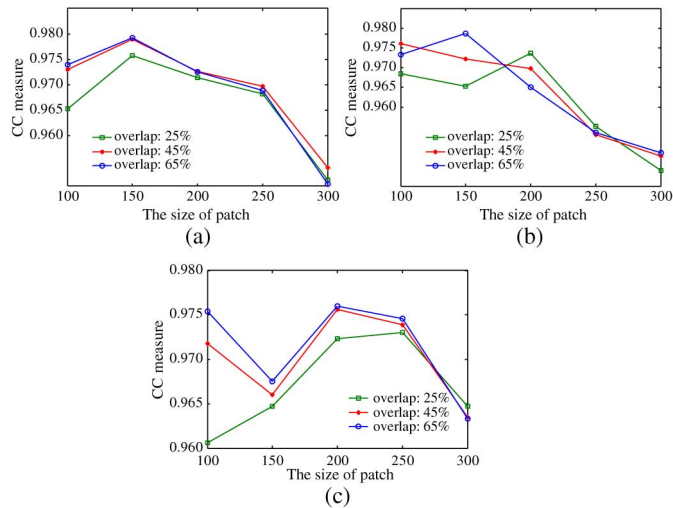 0.980
0.975
0.970
0.965
0.960
CC measure
overlap: 25%
overlap: 45%
overlap: 65%
100 150 200 250 300
The size of patch
(a)
0.980
0.975
0.970
0.965
0.960
CC measure
overlap: 25%
overlap: 45%
overlap: 65%
100 150 200 250 300
The size of patch
(b)
0.980
0.975
0.970
0.965
0.960
CC measure
overlap: 25%
overlap: 45%
overlap: 65%
100 150 200 250 300
The size of patch
(c)